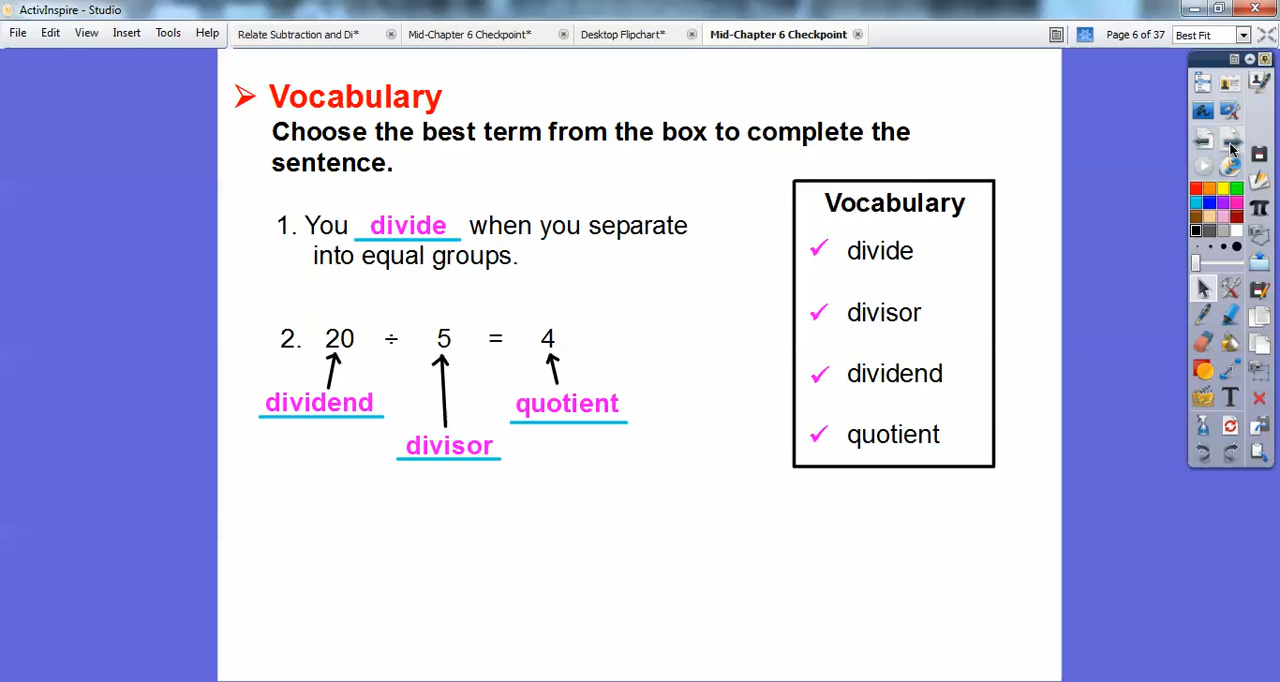 ActivInspire - Studio
File Edit View Insert Tools Help
Relate Subtraction and Di* Mid-Chapter 6 Checkpoint* Desktop Flipchart* Mid-Chapter 6 Checkpoint Page 6 of 37 Best Fit
Vocabulary
Choose the best term from the box to complete the
sentence.
1. You divide when you separate
into equal groups.
2. 20 ÷ 5 = 4
dividend quotient
divisor
Vocabulary
✓ divide
✓ divisor
✓ dividend
✓ quotient